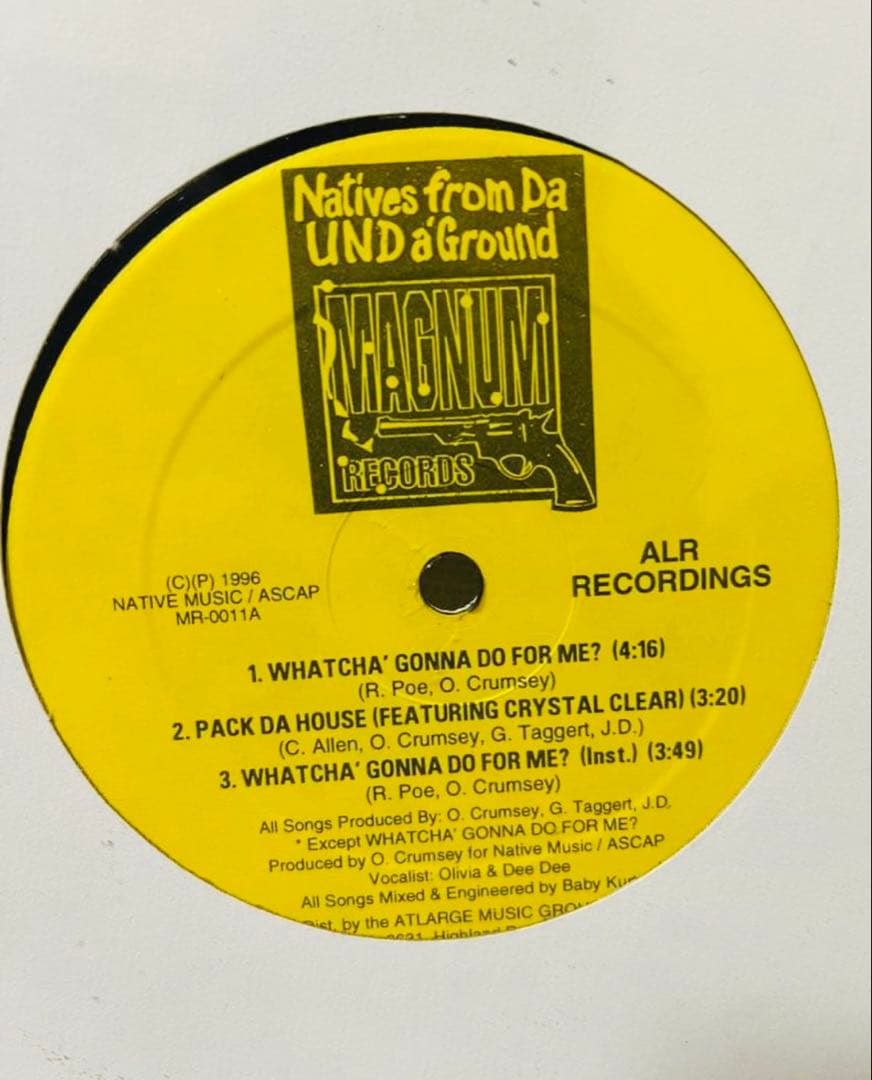 Natives from Da
UND a'Ground
MAGNUM
RECORDS
ALR
RECORDINGS
(C)(P) 1996
NATIVE MUSIC / ASCAP
MR-0011A
1. WHATCHA' GONNA DO FOR ME? (4:16)
(R. Poe, O. Crumsey)
2. PACK DA HOUSE (FEATURING CRYSTAL CLEAR) (3:20)
(C. Allen, O. Crumsey, G. Taggert, J.D.)
3. WHATCHA' GONNA DO FOR ME? (Inst.) (3:49)
(R. Poe, O. Crumsey)
All Songs Produced By: O. Crumsey, G. Taggert, J.D.
* Except WHATCHA' GONNA DO FOR ME?
Produced by O. Crumsey for Native Music / ASCAP
Vocalist: Olivia & Dee Dee
All Songs Mixed & Engineered by Baby
by the ATLARGE MUSIC